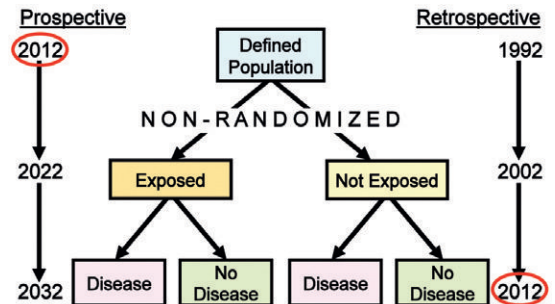 Prospective
Retrospective
2012
Defined
Population
1992
NON-RANDOMIZED
2022
Exposed
Not Exposed
2002
2032
Disease
No
Disease
Disease
No
Disease
2012